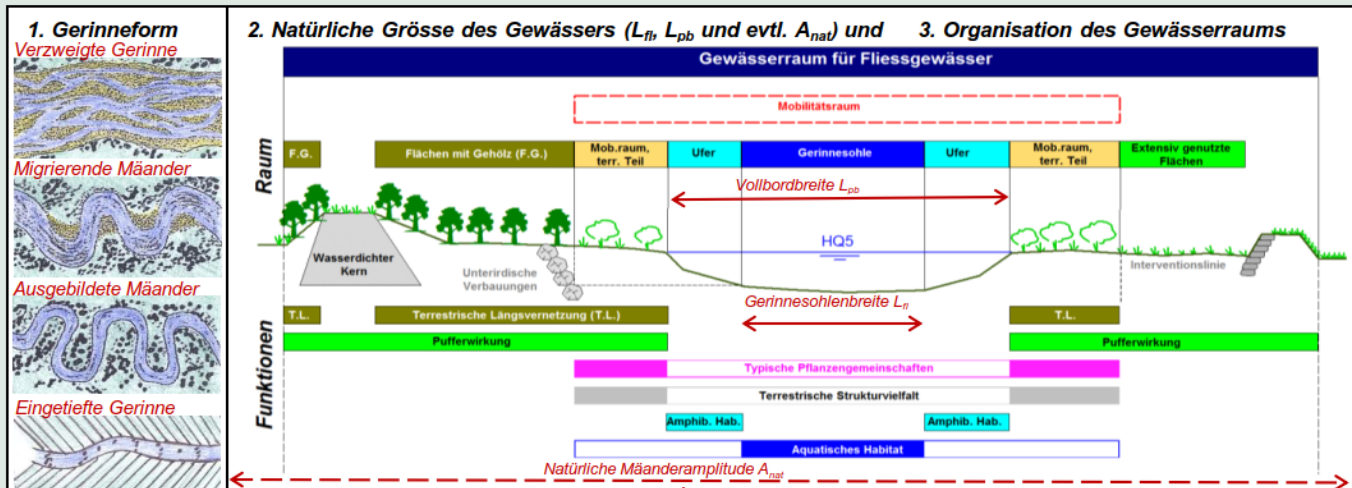 1. Gerinneform
Verzweigte Gerinne
Migrierende Mäander
Ausgebildete Mäander
Eingetiefte Gerinne
2. Natürliche Grösse des Gewässers (Lfl, Lpb und evtl. Anat) und 3. Organisation des Gewässerraums
Gewässerraum für Fliessgewässer
Mobilitätsraum
Raum
F.G.
Flächen mit Gehölz (F.G.)
Mob.raum,
terr. Teil
Ufer
Gerinnesohle
Ufer
Mob.raum,
terr. Teil
Extensiv genutzte
Flächen
Vollbordbreite Lpb
HQ5
Wasserdichter
Kern
Unterirdische
Verbauungen
Interventionslinie
Gerinnesohlenbreite Lfl
Funktionen
T.L.
Terrestrische Längsvernetzung (T.L.)
T.L.
Pufferwirkung
Pufferwirkung
Typische Pflanzengemeinschaften
Terrestrische Strukturvielfalt
Amphib. Hab.
Amphib. Hab.
Aquatisches Habitat
Natürliche Mäanderamplitude Anat